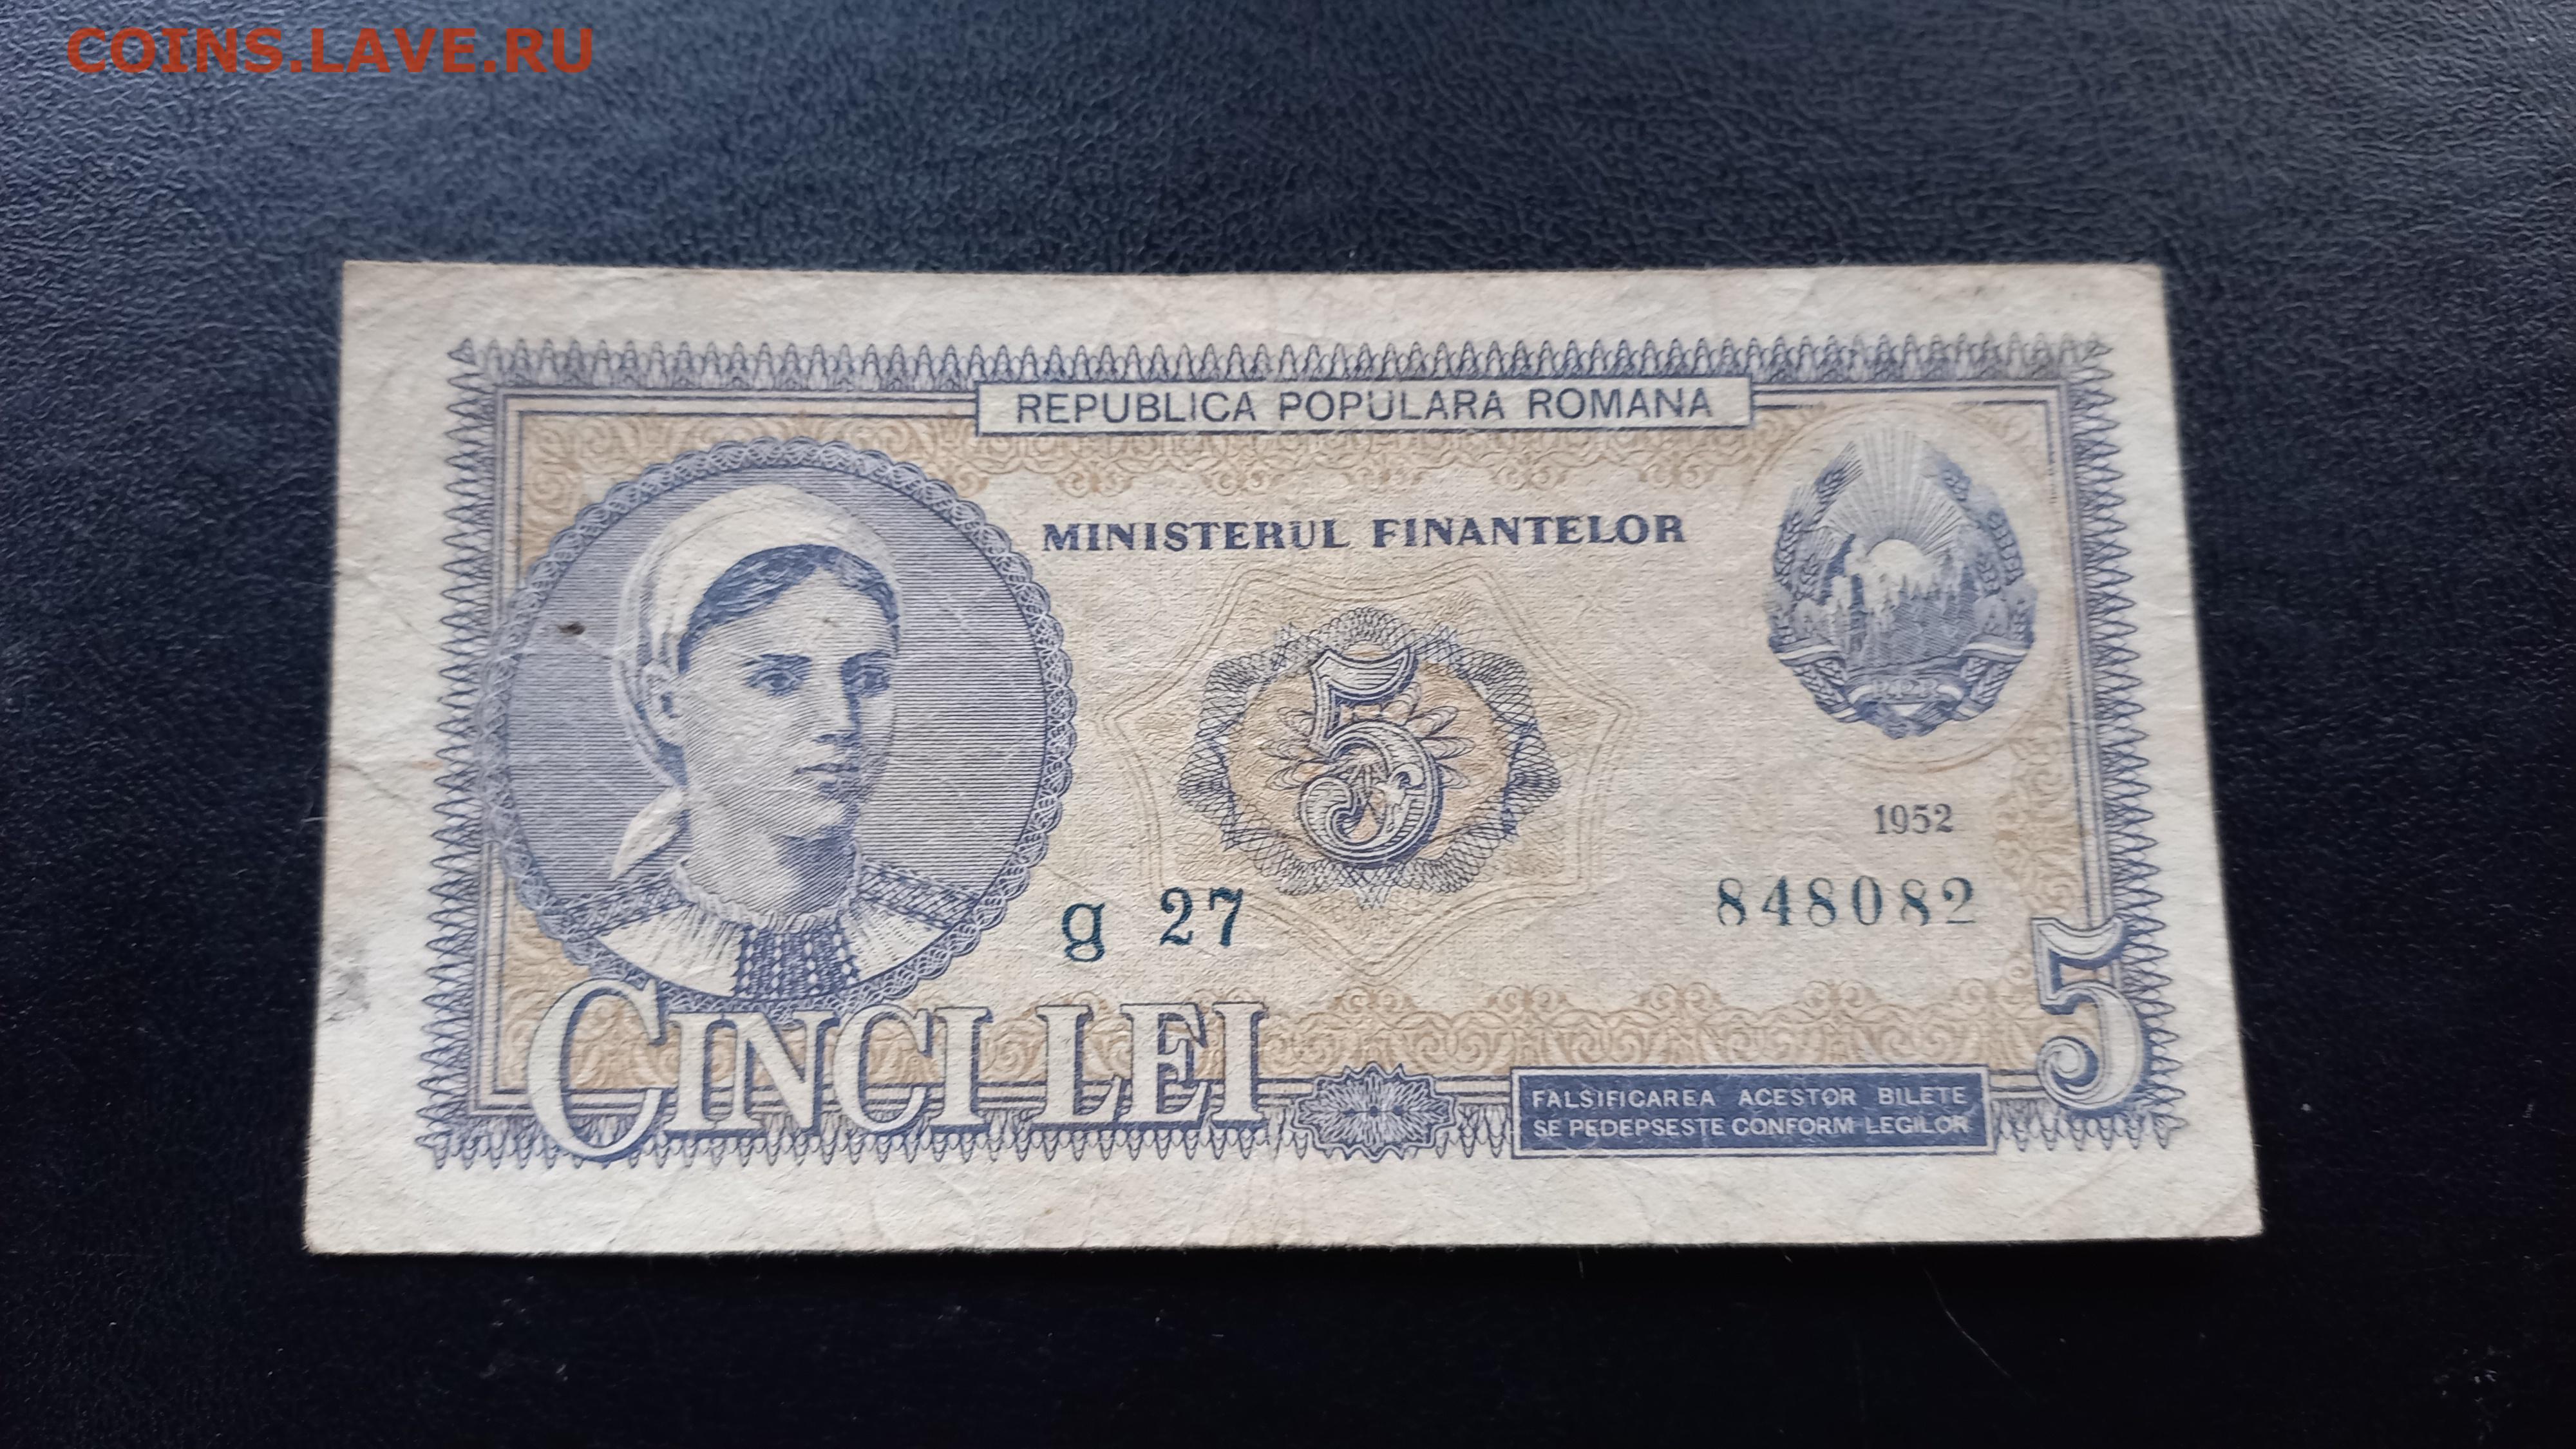 COINS.LAVE.RU
REPUBLICA POPULARA ROMANA
MINISTERUL FINANTELOR
5
1952
g 27
848082
5
CINCI LEI
FALSIFICAREA ACESTOR BILETE
SE PEDEPSESTE CONFORM LEGILOR